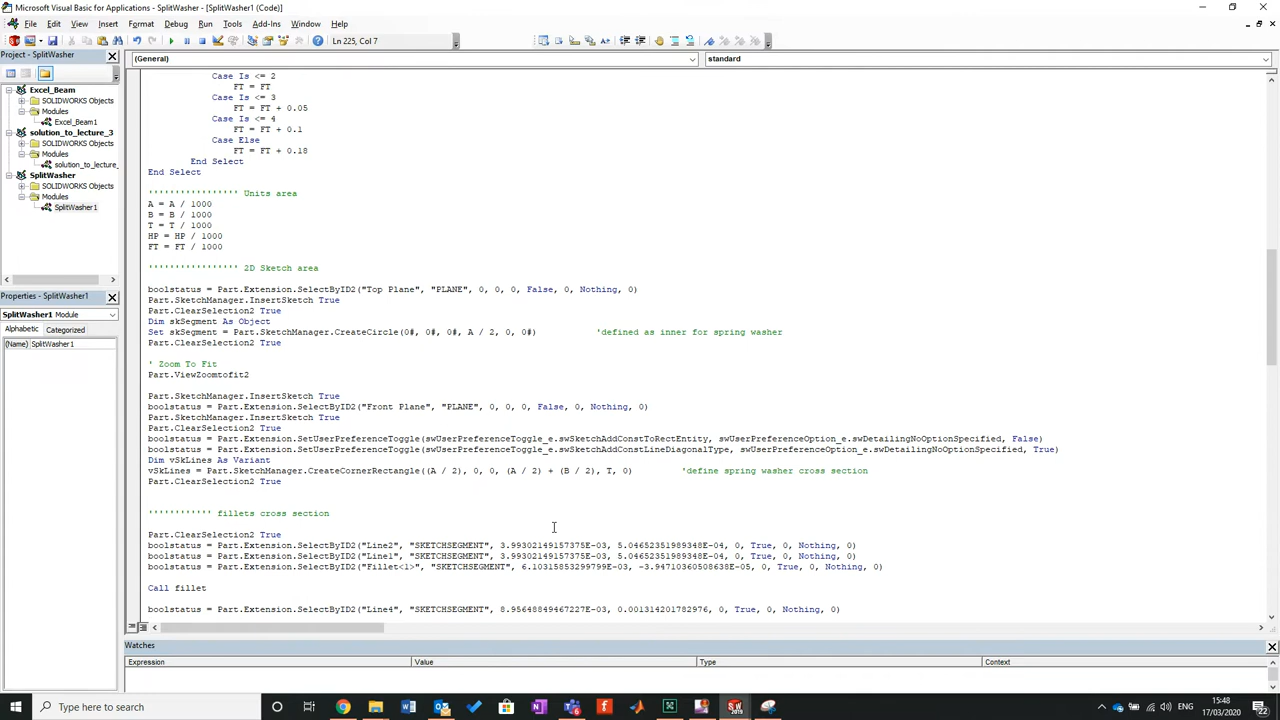 Microsoft Visual Basic for Applications - SplitWasher - [SplitWasher1 (Code)]
File Edit View Insert Format Debug Run Tools Add-Ins Window Help
Ln 225, Col 7
Project - SplitWasher
(General)
standard
Excel_Beam
SOLIDWORKS Objects
Modules
Excel_Beam1
solution_to_lecture_3
SOLIDWORKS Objects
Modules
solution_to_lecture_
SplitWasher
SOLIDWORKS Objects
Modules
SplitWasher1
Properties - SplitWasher1
SplitWasher1 Module
Alphabetic Categorized
(Name) SplitWasher1
Case Is <= 2
FT = FT
Case Is <= 3
FT = FT + 0.05
Case Is <= 4
FT = FT + 0.1
Case Else
FT = FT + 0.18
End Select
End Select
'''''''''''''''' Units area
A = A / 1000
B = B / 1000
T = T / 1000
HP = HP / 1000
FT = FT / 1000
'''''''''''''''' 2D Sketch area
boolstatus = Part.Extension.SelectByID2("Top Plane", "PLANE", 0, 0, 0, False, 0, Nothing, 0)
Part.SketchManager.InsertSketch True
Part.ClearSelection2 True
Dim skSegment As Object
Set skSegment = Part.SketchManager.CreateCircle(0#, 0#, 0#, A / 2, 0, 0#) 'defined as inner for spring washer
Part.ClearSelection2 True
' Zoom To Fit
Part.ViewZoomtofit2
Part.SketchManager.InsertSketch True
boolstatus = Part.Extension.SelectByID2("Front Plane", "PLANE", 0, 0, 0, False, 0, Nothing, 0)
Part.SketchManager.InsertSketch True
Part.ClearSelection2 True
boolstatus = Part.Extension.SetUserPreferenceToggle(swUserPreferenceToggle_e.swSketchAddConstToRectEntity, swUserPreferenceOption_e.swDetailingNoOptionSpecified, False)
boolstatus = Part.Extension.SetUserPreferenceToggle(swUserPreferenceToggle_e.swSketchAddConstLineDiagonalType, swUserPreferenceOption_e.swDetailingNoOptionSpecified, True)
Dim vSkLines As Variant
vSkLines = Part.SketchManager.CreateCornerRectangle((A / 2), 0, 0, (A / 2) + (B / 2), T, 0) 'define spring washer cross section
Part.ClearSelection2 True
''''''''''' fillets cross section
Part.ClearSelection2 True
boolstatus = Part.Extension.SelectByID2("Line2", "SKETCHSEGMENT", 3.99302149157375E-03, 5.04652351989348E-04, 0, True, 0, Nothing, 0)
boolstatus = Part.Extension.SelectByID2("Line1", "SKETCHSEGMENT", 3.99302149157375E-03, 5.04652351989348E-04, 0, True, 0, Nothing, 0)
boolstatus = Part.Extension.SelectByID2("Fillet<1>", "SKETCHSEGMENT", 6.10315853299799E-03, -3.94710360508638E-05, 0, True, 0, Nothing, 0)
Call fillet
boolstatus = Part.Extension.SelectByID2("Line4", "SKETCHSEGMENT", 8.95648849467227E-03, 0.001314201782976, 0, True, 0, Nothing, 0)
Watches
Expression Value Type Context
Type here to search
ENG
15:48
17/03/2020
22